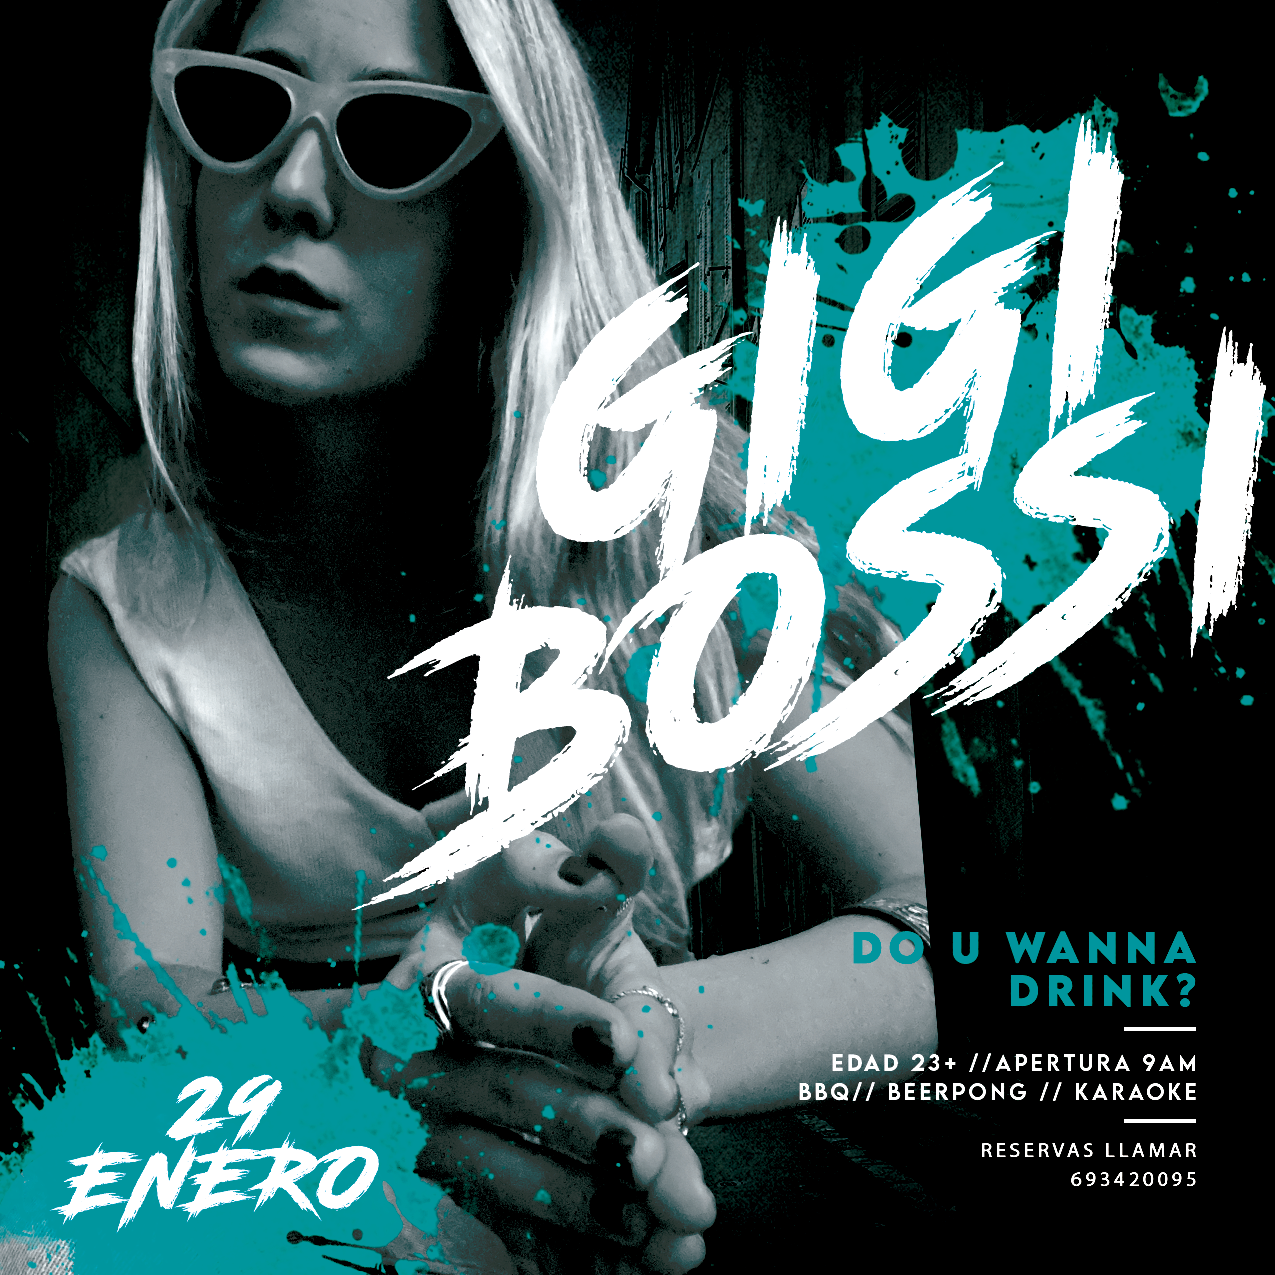 GIGI
BOSSI
DO U WANNA
DRINK?
EDAD 23+ //APERTURA 9AM
BBQ// BEERPONG // KARAOKE
RESERVAS LLAMAR
693420095
29
ENERO